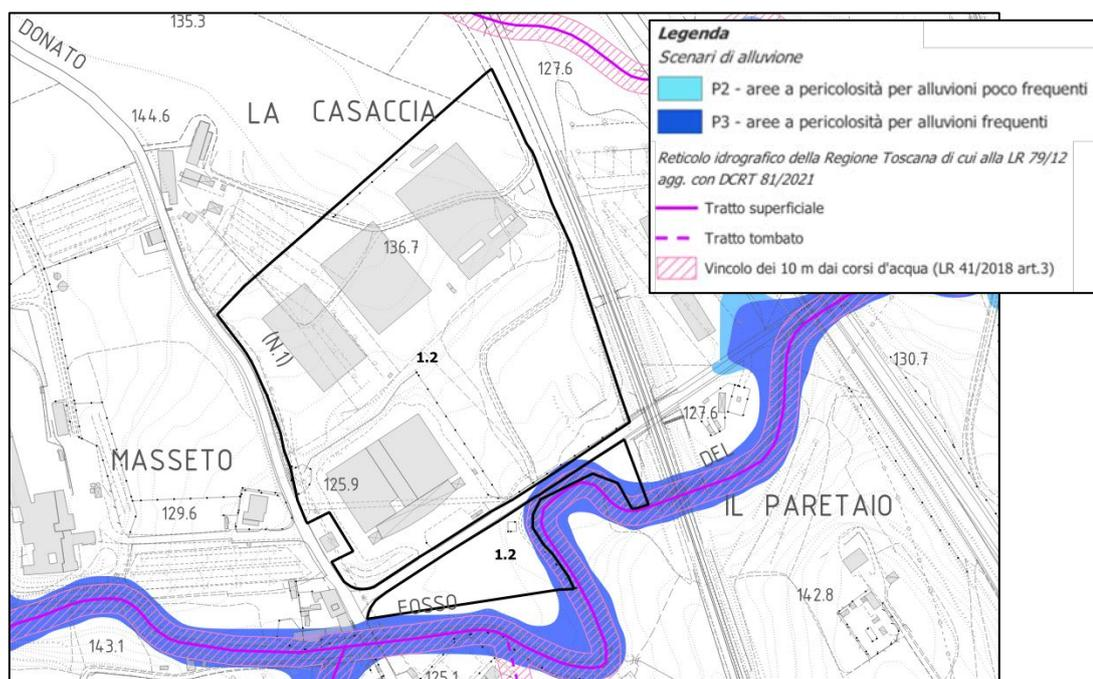 135.3
DONATO
127.6
LA CASACCIA
144.6
136.7
(N.1)
1.2
130.7
127.6
MASSETO
125.9
129.6
DEL
IL PARETAIO
1.2
FOSSO
142.8
143.1
125.1
Legenda
Scenari di alluvione
P2 - aree a pericolosità per alluvioni poco frequenti
P3 - aree a pericolosità per alluvioni frequenti
Reticolo idrografico della Regione Toscana di cui alla LR 79/12
agg. con DCRT 81/2021
Tratto superficiale
Tratto tombato
Vincolo dei 10 m dai corsi d'acqua (LR 41/2018 art.3)